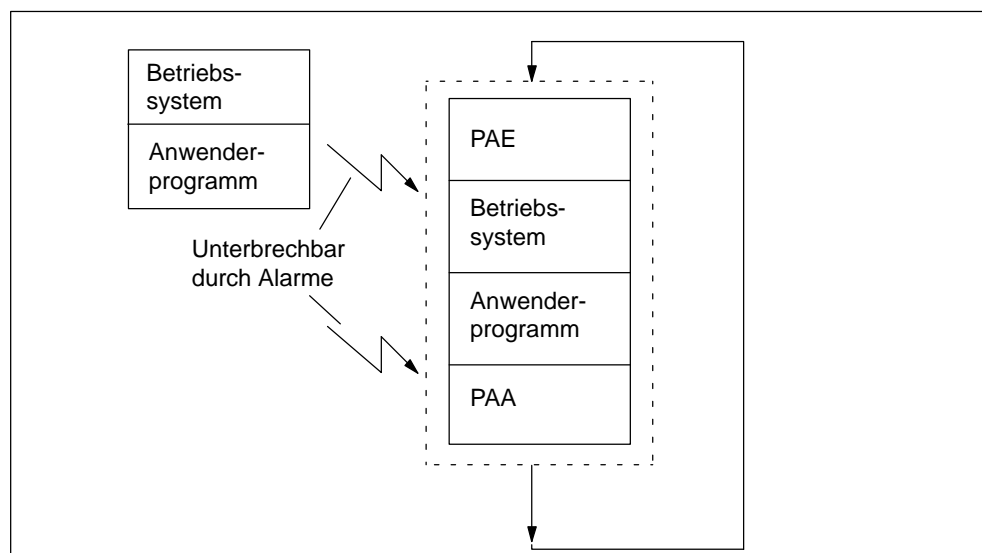 Betriebs-
system
Anwender-
programm
Unterbrechbar
durch Alarme
PAE
Betriebs-
system
Anwender-
programm
PAA